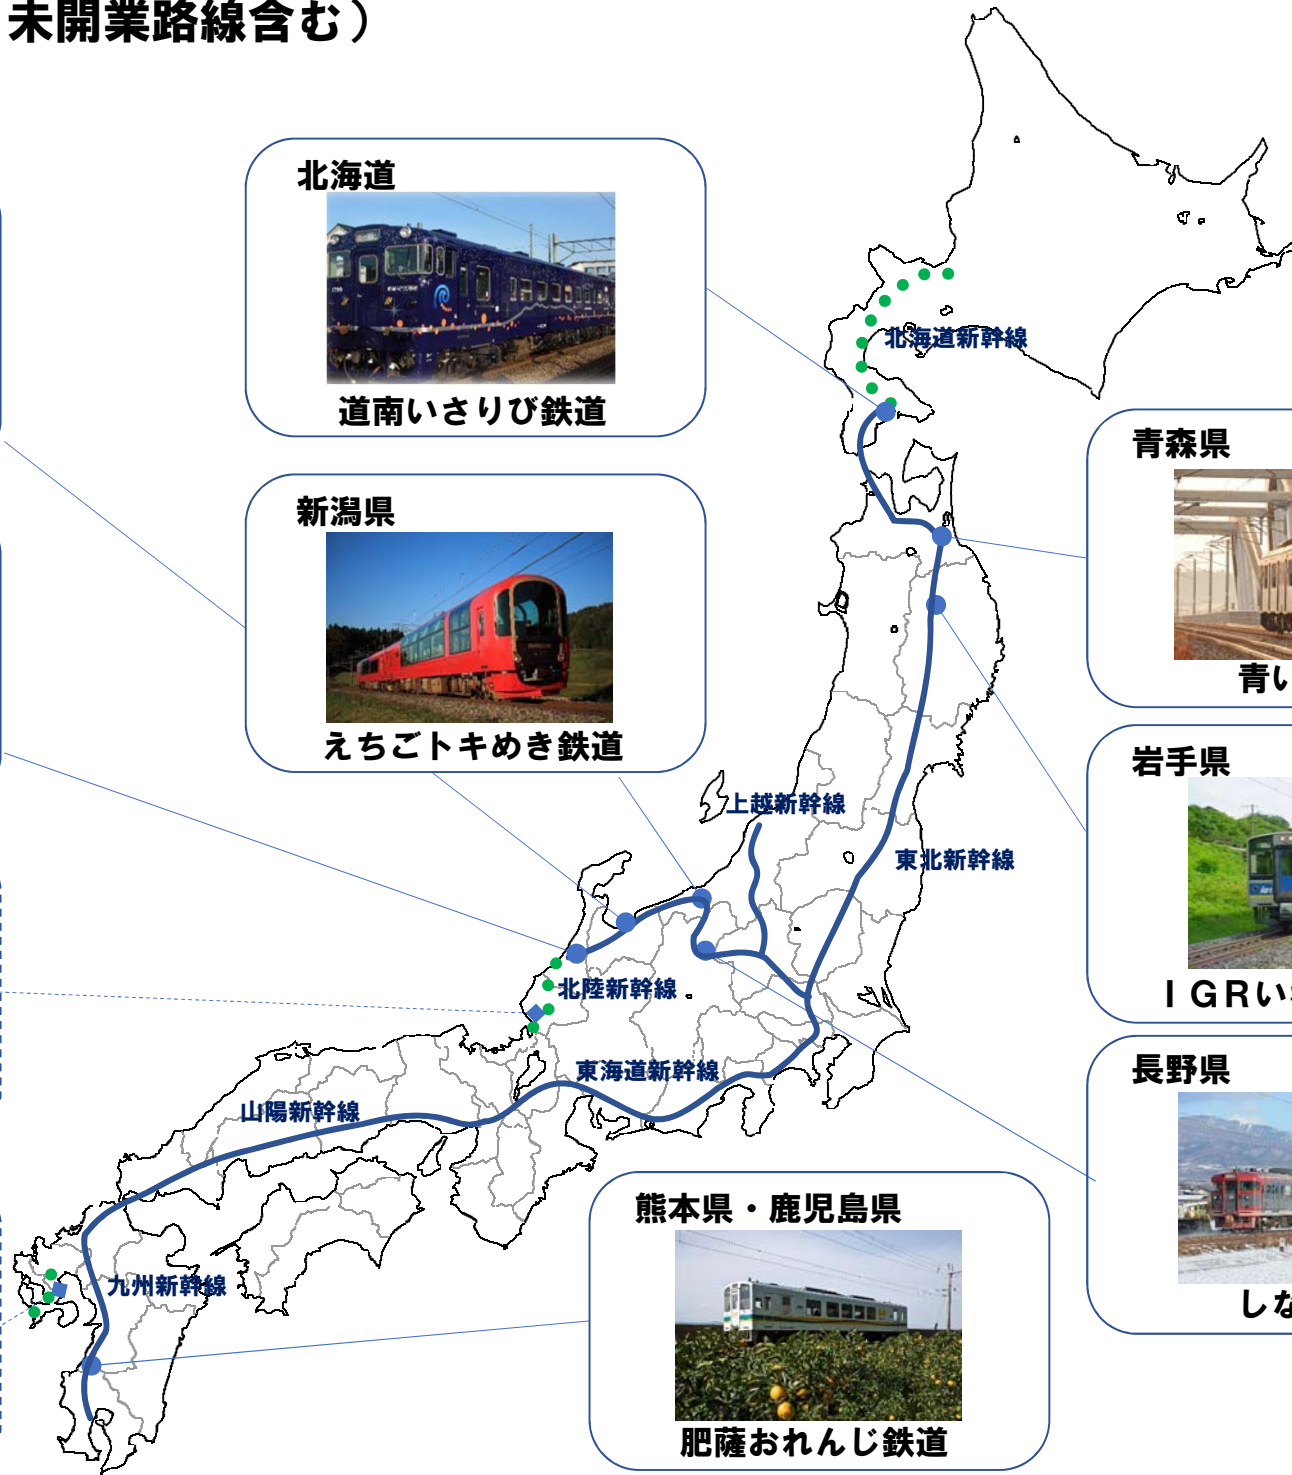 未開業路線含む）
北海道
道南いさりび鉄道
北海道新幹線
青森県
青い
新潟県
えちごトキめき鉄道
岩手県
ＩＧＲい
上越新幹線
東北新幹線
北陸新幹線
東海道新幹線
長野県
しな
山陽新幹線
九州新幹線
熊本県・鹿児島県
肥薩おれんじ鉄道